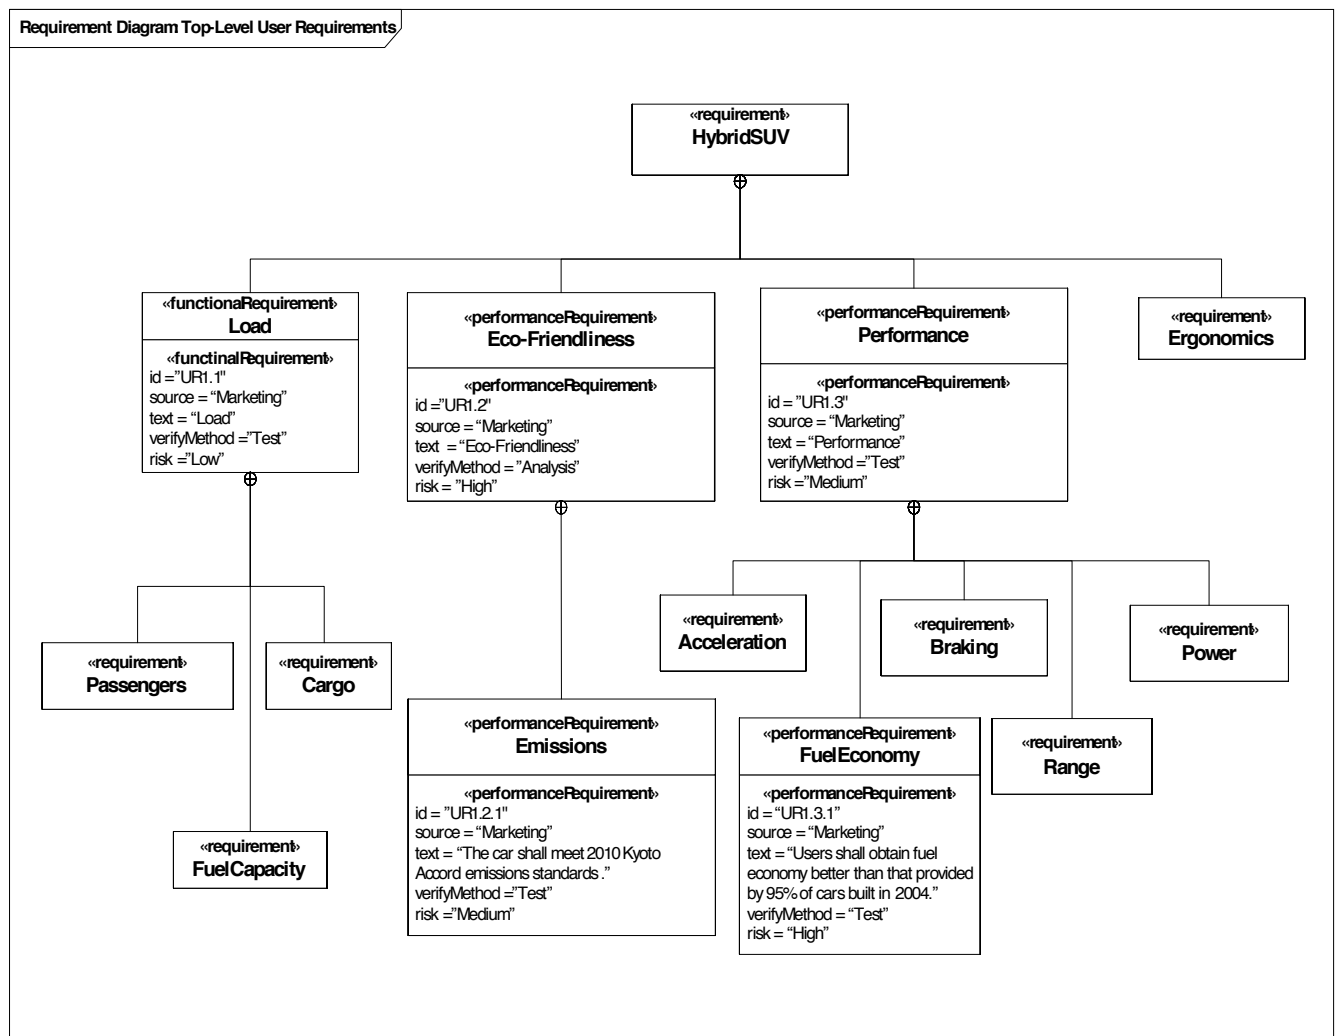 Requirement Diagram: Top-Level User Requirements
«requirement»
HybridSUV
«functionaRequirement»
Load
«functinalRequirement»
id ="UR1.1"
source = “Marketing”
text = “Load”
verifyMethod =”Test”
risk =”Low”
«performanceRequirement»
Eco-Friendliness
«performanceRequirement»
id ="UR1.2"
source = “Marketing”
text = “Eco-Friendliness”
verifyMethod = ”Analysis”
risk = ”High”
«performanceRequirement»
Performance
«performanceRequirement»
id = ”UR1.3"
source = “Marketing”
text = “Performance”
verifyMethod =”Test”
risk =”Medium”
«requirement»
Ergonomics
«requirement»
Passengers
«requirement»
Cargo
«requirement»
FuelCapacity
«performanceRequirement»
Emissions
«performanceRequirement»
id = ”UR1.2.1"
source = “Marketing”
text = “The car shall meet 2010 Kyoto
Accord emissions standards .”
verifyMethod =”Test”
risk =”Medium”
«requirement»
Acceleration
«requirement»
Braking
«requirement»
Power
«performanceRequirement»
FuelEconomy
«performanceRequirement»
id = “UR1.3.1”
source = “Marketing”
text = “Users shall obtain fuel
economy better than that provided
by 95% of cars built in 2004.”
verifyMethod = “Test”
risk = “High”
«requirement»
Range